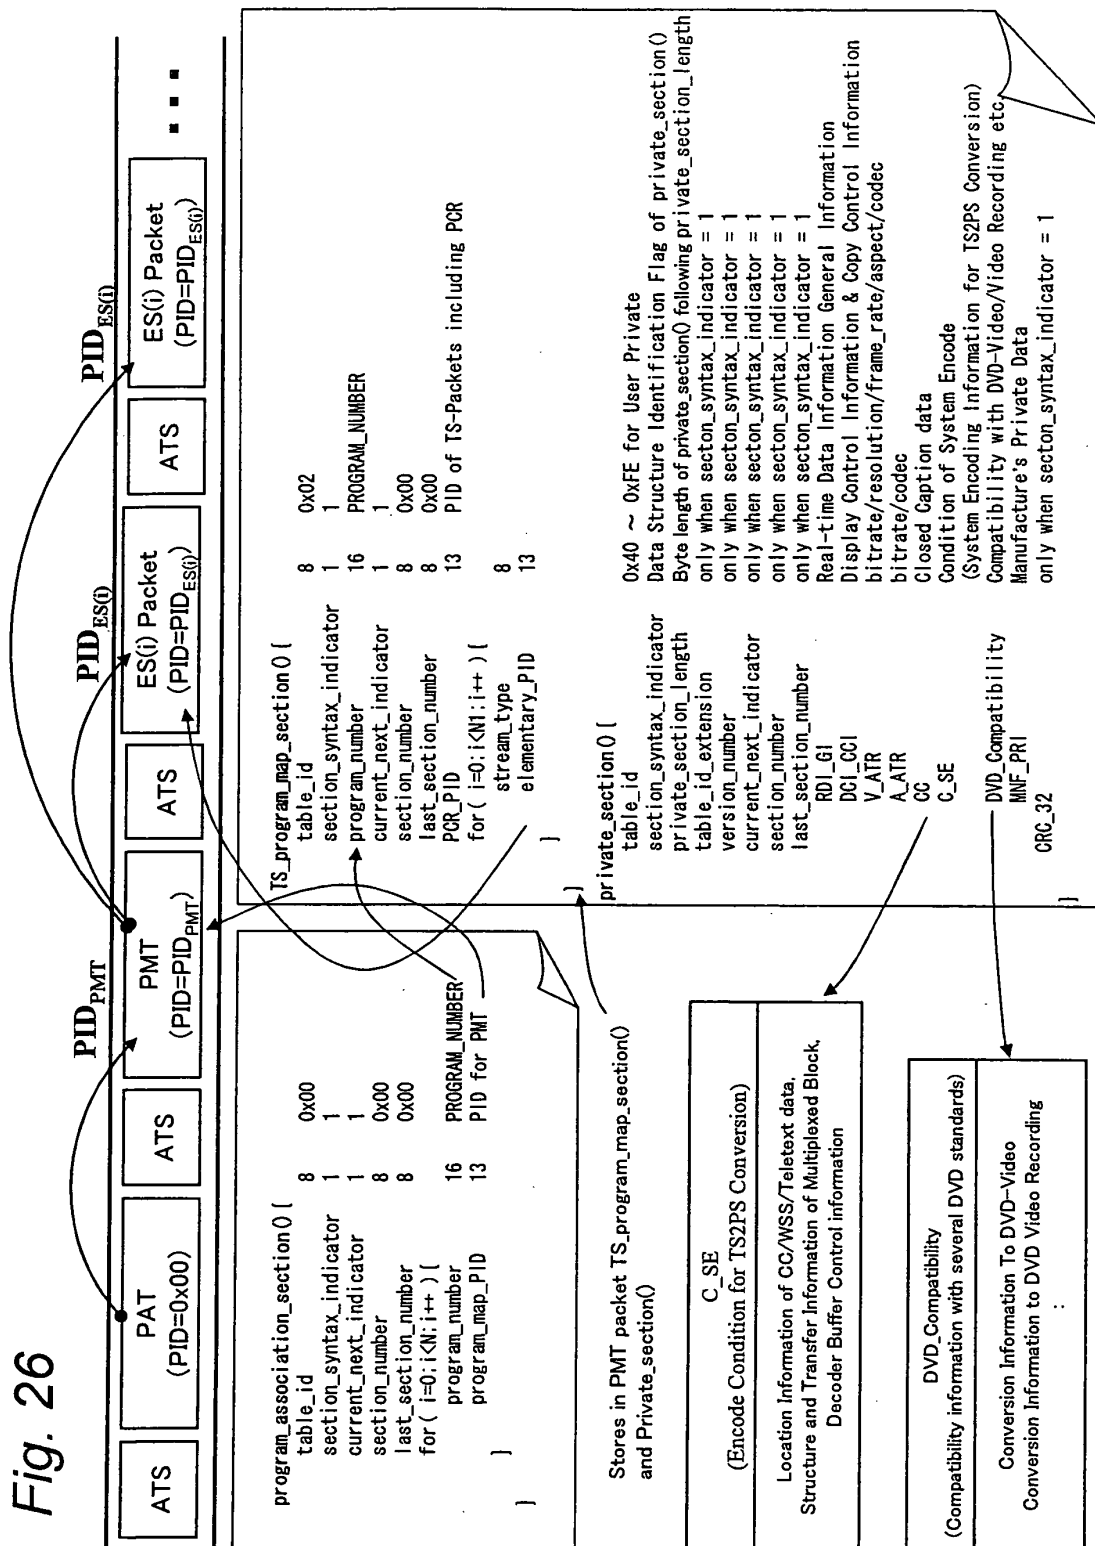 Fig. 26
ATS
PAT
(PID=0x00)
ATS
PID_PMT
PMT
(PID=PID_PMT)
ATS
PID_ES(i)
ES(i) Packet
(PID=PID_ES(i))
ATS
PID_ES(i)
ES(i) Packet
(PID=PID_ES(i))
program_association_section() {
table_id 8 0x00
section_syntax_indicator 1 1
current_next_indicator 1 1
section_number 8 0x00
last_section_number 8 0x00
for( i=0;i<N;i++ ) {
program_number 16 PROGRAM_NUMBER
program_map_PID 13 PID for PMT
}
}
TS_program_map_section() {
table_id 8 0x02
section_syntax_indicator 1 1
program_number 16 PROGRAM_NUMBER
current_next_indicator 1 1
section_number 8 0x00
last_section_number 8 0x00
PCR_PID 13 PID of TS-Packets including PCR
for( i=0;i<N1;i++ ) {
stream_type 8
elementary_PID 13
}
}
private_section() {
table_id 0x40 ~ 0xFE for User Private
section_syntax_indicator Data Structure Identification Flag of private_section()
private_section_length Byte length of private_section() following private_section_length
table_id_extension only when secton_syntax_indicator = 1
version_number only when secton_syntax_indicator = 1
current_next_indicator only when secton_syntax_indicator = 1
section_number only when secton_syntax_indicator = 1
last_section_number only when secton_syntax_indicator = 1
RDI_GI Real-time Data Information General Information
DCI_CCI Display Control Information & Copy Control Information
V_ATR bitrate/resolution/frame_rate/aspect/codec
A_ATR bitrate/codec
CC Closed Caption data
C_SE Condition of System Encode
(System Encoding Information for TS2PS Conversion)
DVD_Compatibility Compatibility with DVD-Video/Video Recording etc.
MNF_PRI Manufacture's Private Data
CRC_32 only when secton_syntax_indicator = 1
}
Stores in PMT packet TS_program_map_section()
and Private_section()
C_SE
(Encode Condition for TS2PS Conversion)
Location Information of CC/WSS/Teletext data,
Structure and Transfer Information of Multiplexed Block,
Decoder Buffer Control information
DVD_Compatibility
(Compatibility information with several DVD standards)
Conversion Information To DVD-Video
Conversion Information to DVD Video Recording
: